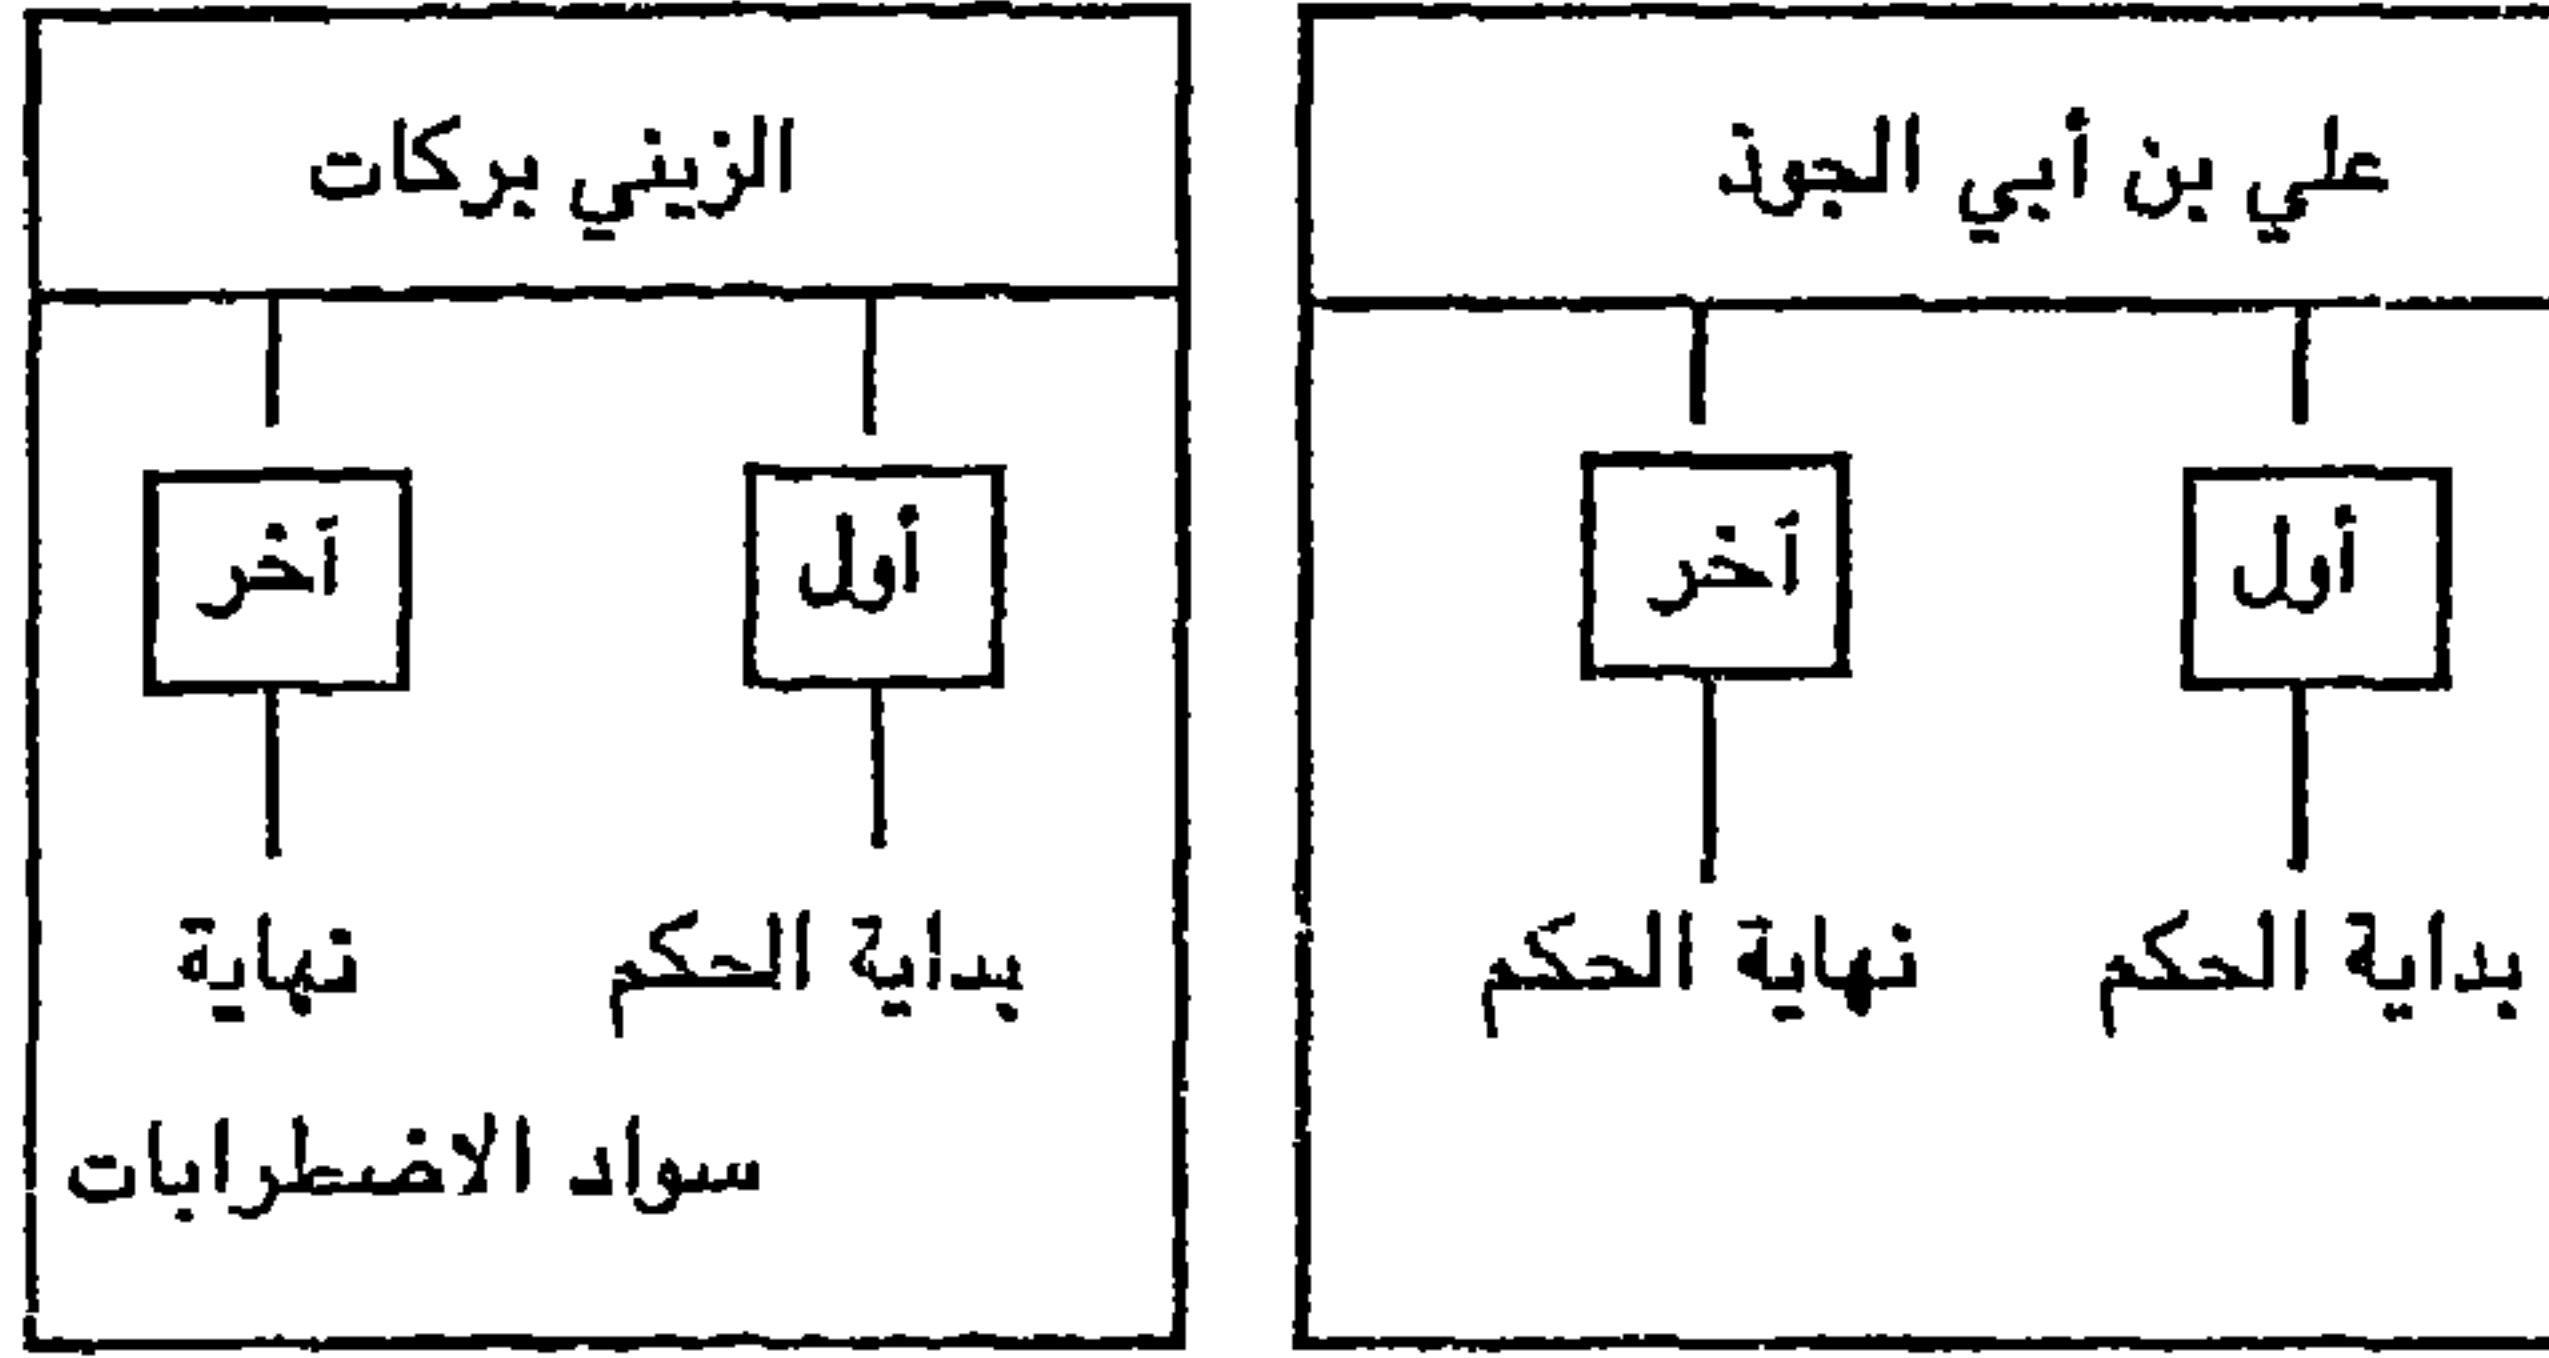 علي بن أبي الجوذ
أول
آخر
بداية الحكم
نهاية الحكم
الزيني بركات
أول
آخر
بداية الحكم
نهاية
سواد الاضطرابات